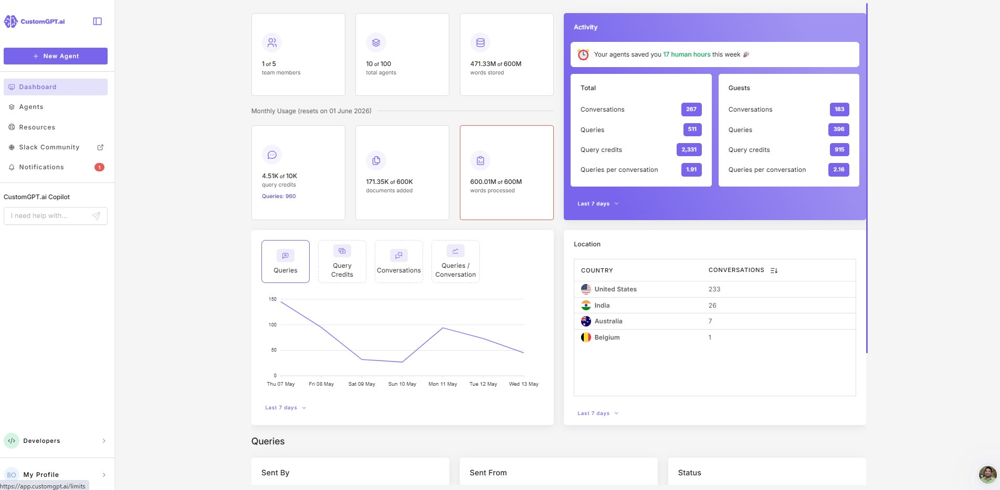 CustomGPT.ai
+ New Agent
Dashboard
Agents
Resources
Slack Community
Notifications
1
CustomGPT.ai Copilot
I need help with...
Developers
BO
My Profile
https://app.customgpt.ai/limits
1 of 5
team members
10 of 100
total agents
471.33M of 600M
words stored
Monthly Usage (resets on 01 June 2026)
4.51K of 10K
query credits
Queries: 960
171.35K of 600K
documents added
600.01M of 600M
words processed
Activity
Your agents saved you 17 human hours this week
Total
Conversations 267
Queries 511
Query credits 2,331
Queries per conversation 1.91
Guests
Conversations 183
Queries 396
Query credits 915
Queries per conversation 2.16
Last 7 days
Queries
Query
Credits
Conversations
Queries /
Conversation
150
100
50
0
Thu 07 May Fri 08 May Sat 09 May Sun 10 May Mon 11 May Tue 12 May Wed 13 May
Last 7 days
Location
COUNTRY CONVERSATIONS
United States 233
India 26
Australia 7
Belgium 1
Last 7 days
Queries
Sent By
Sent From
Status